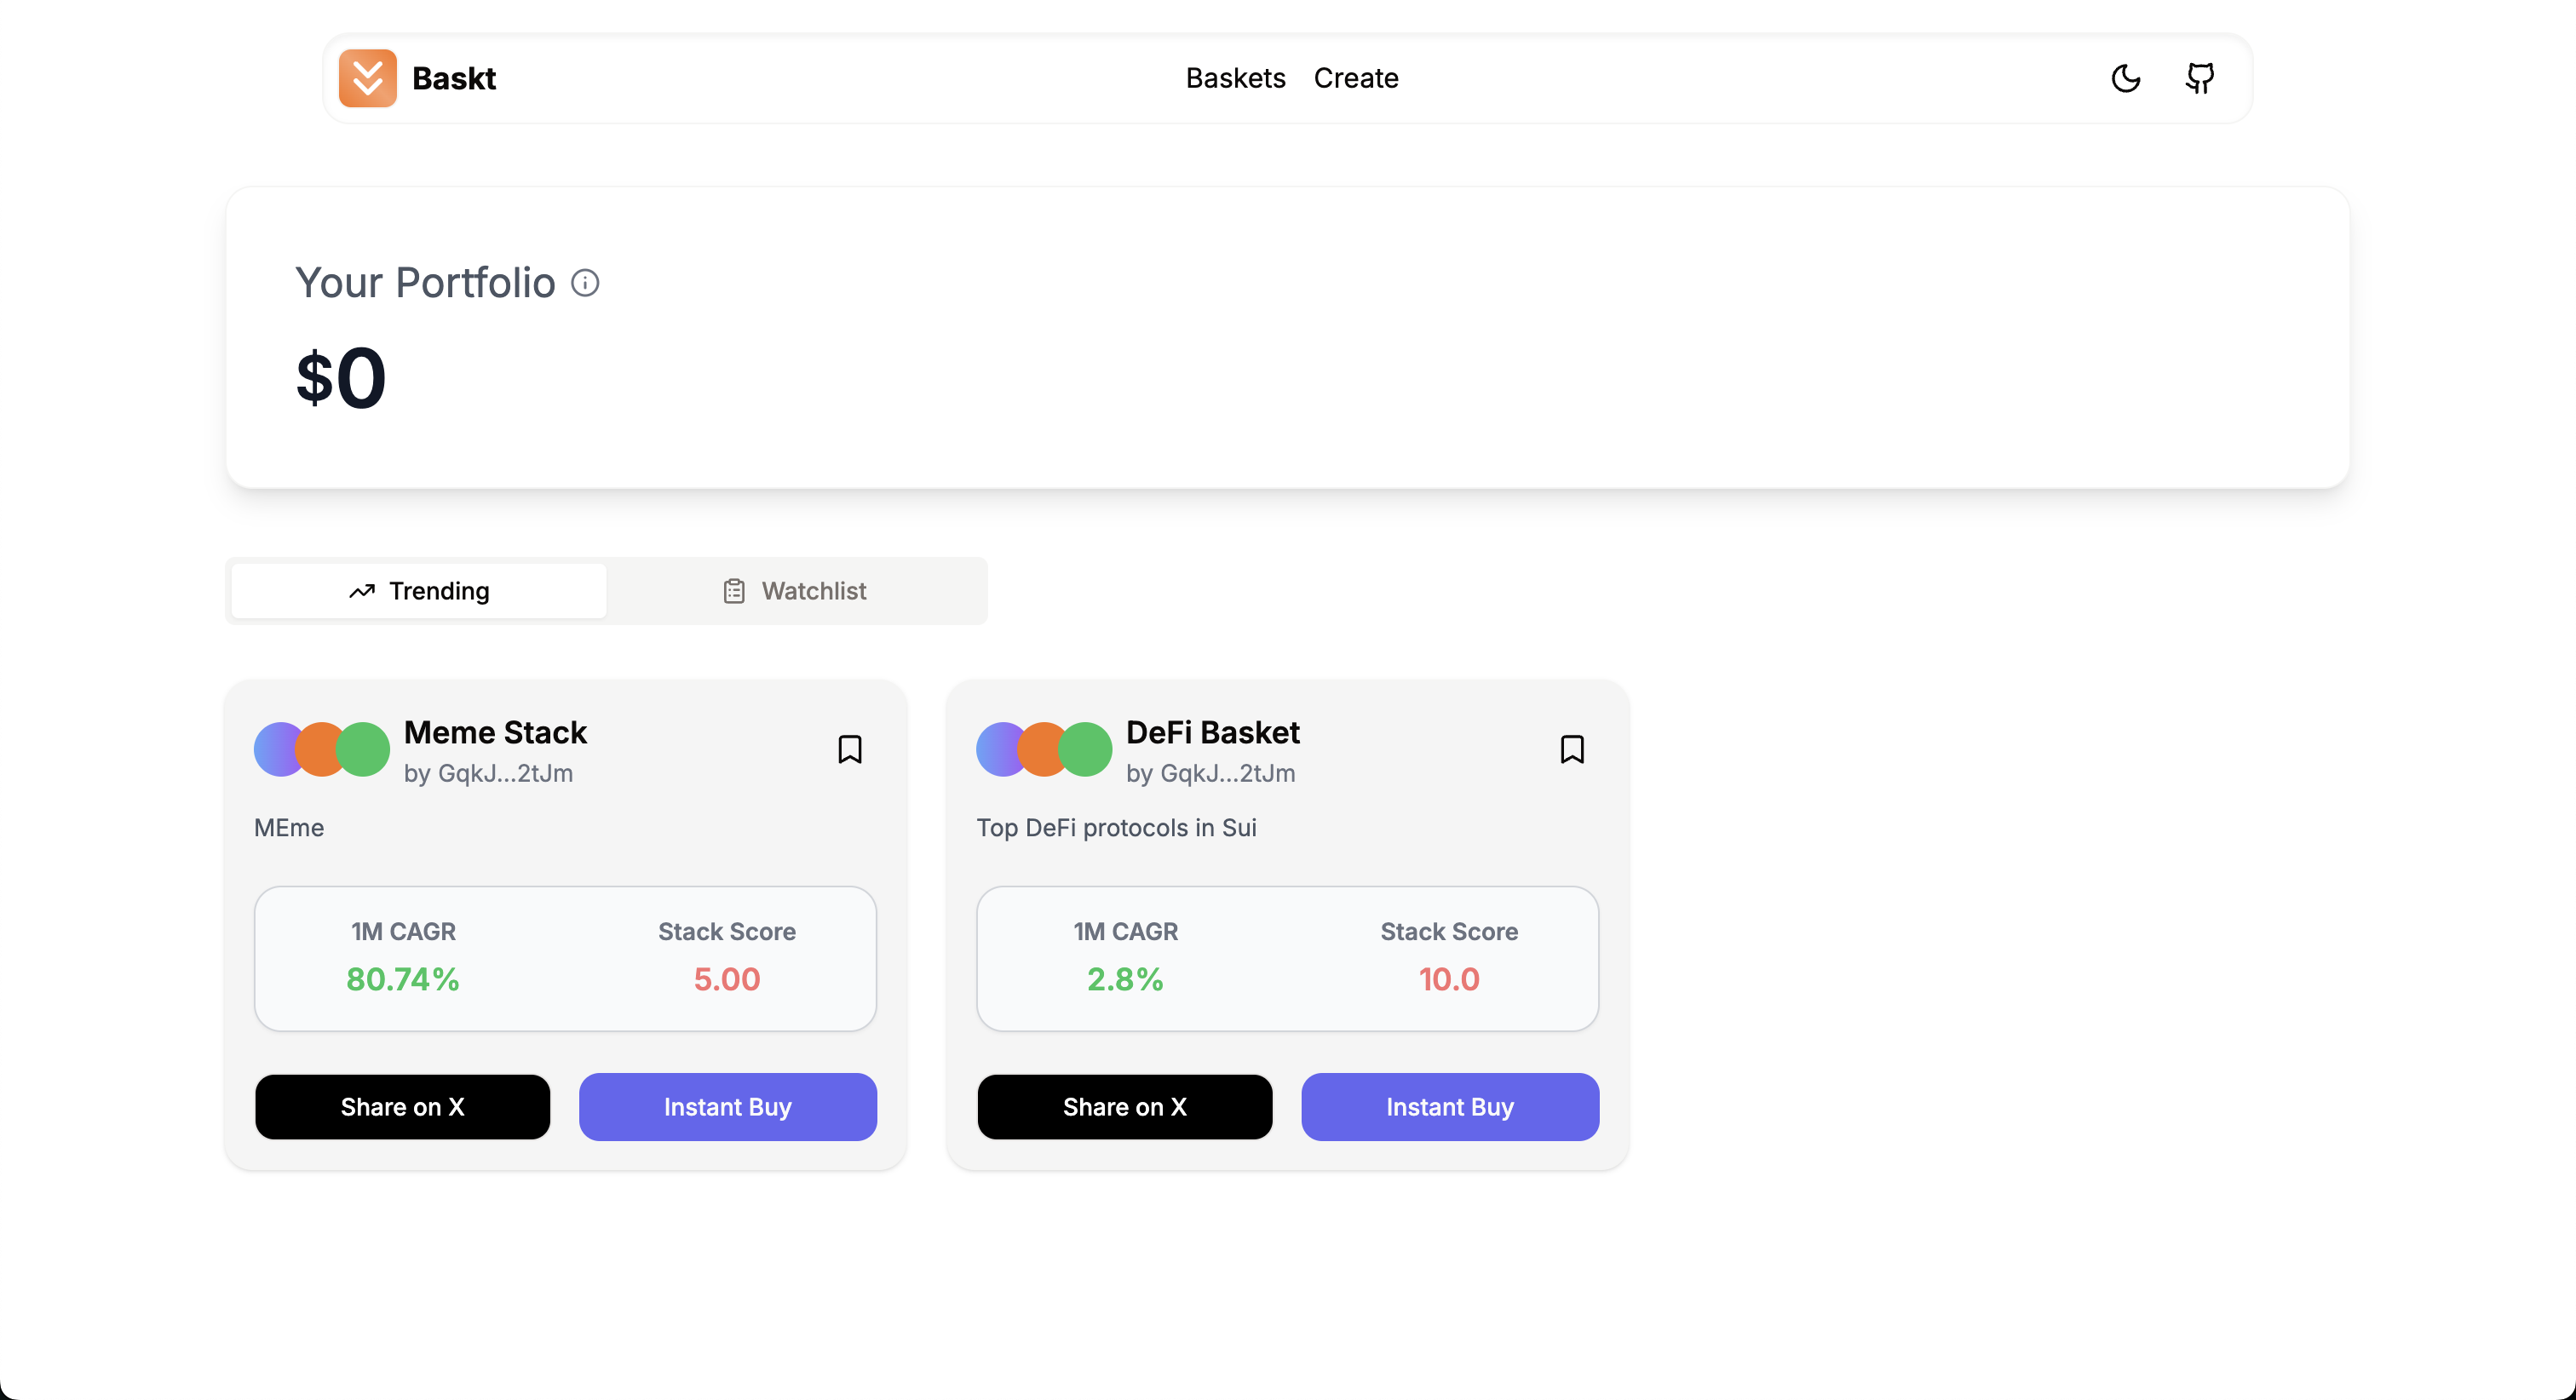 Baskt
Baskets Create
Your Portfolio
$0
Trending
Watchlist
Meme Stack
by GqkJ...2tJm
MEme
1M CAGR Stack Score
80.74% 5.00
Share on X Instant Buy
DeFi Basket
by GqkJ...2tJm
Top DeFi protocols in Sui
1M CAGR Stack Score
2.8% 10.0
Share on X Instant Buy